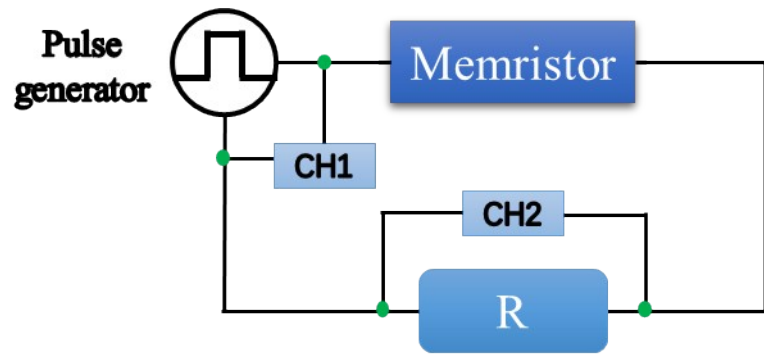 Pulse
generator
Memristor
CH1
CH2
R